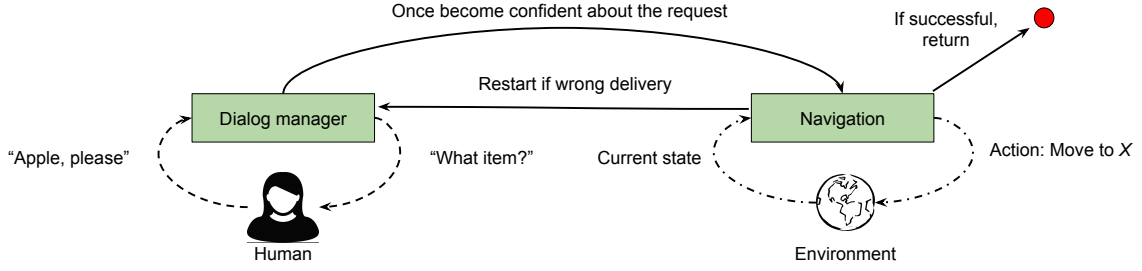 Once become confident about the request
If successful,
return
Restart if wrong delivery
Dialog manager
Navigation
“Apple, please”
“What item?”
Current state
Action: Move to X
Human
Environment